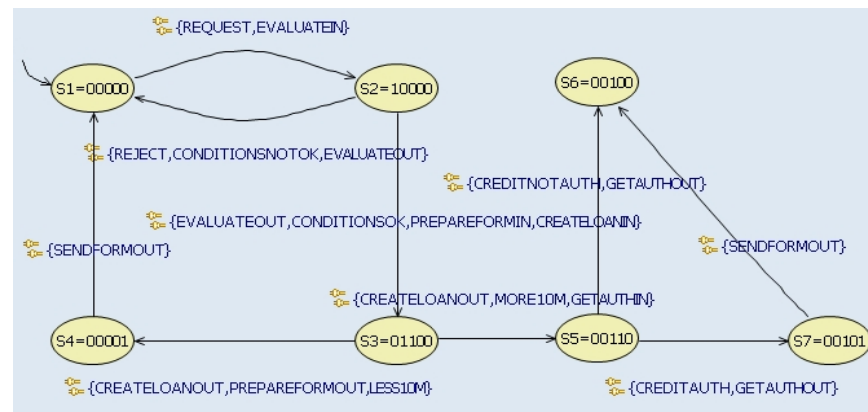 {REQUEST,EVALUATEIN}
S1=00000
S2=10000
S6=00100
{REJECT,CONDITIONSNOTOK,EVALUATEOUT}
{CREDITNOTAUTH,GETAUTHOUT}
{EVALUATEOUT,CONDITIONSOK,PREPAREFORMIN,CREATELOANIN}
{SENDFORMOUT}
{SENDFORMOUT}
{CREATELOANOUT,MORE10M,GETAUTHIN}
S4=00001
S3=01100
S5=00110
S7=00101
{CREATELOANOUT,PREPAREFORMOUT,LESS10M}
{CREDITAUTH,GETAUTHOUT}